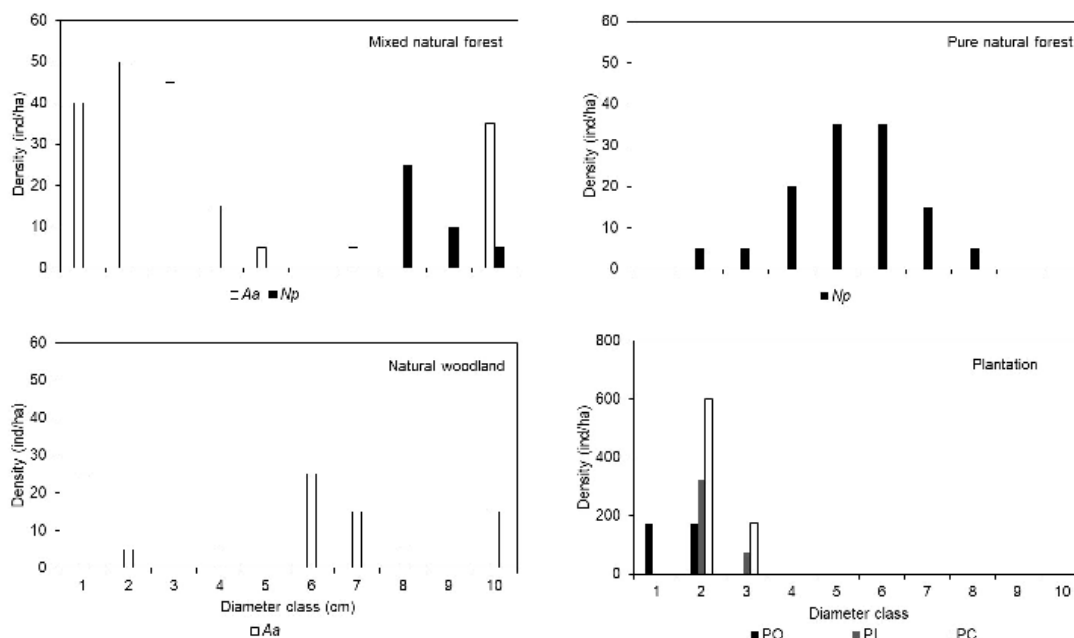 60
50
40
30
20
10
0
Density (ind/ha)
Mixed natural forest
Aa Np
60
50
40
30
20
10
0
Density (ind/ha)
Pure natural forest
Np
60
50
40
30
20
10
0
Density (ind/ha)
Natural woodland
1 2 3 4 5 6 7 8 9 10
Diameter class (cm)
Aa
800
600
400
200
0
Density (ind/ha)
Plantation
1 2 3 4 5 6 7 8 9 10
Diameter class
PO PI PC